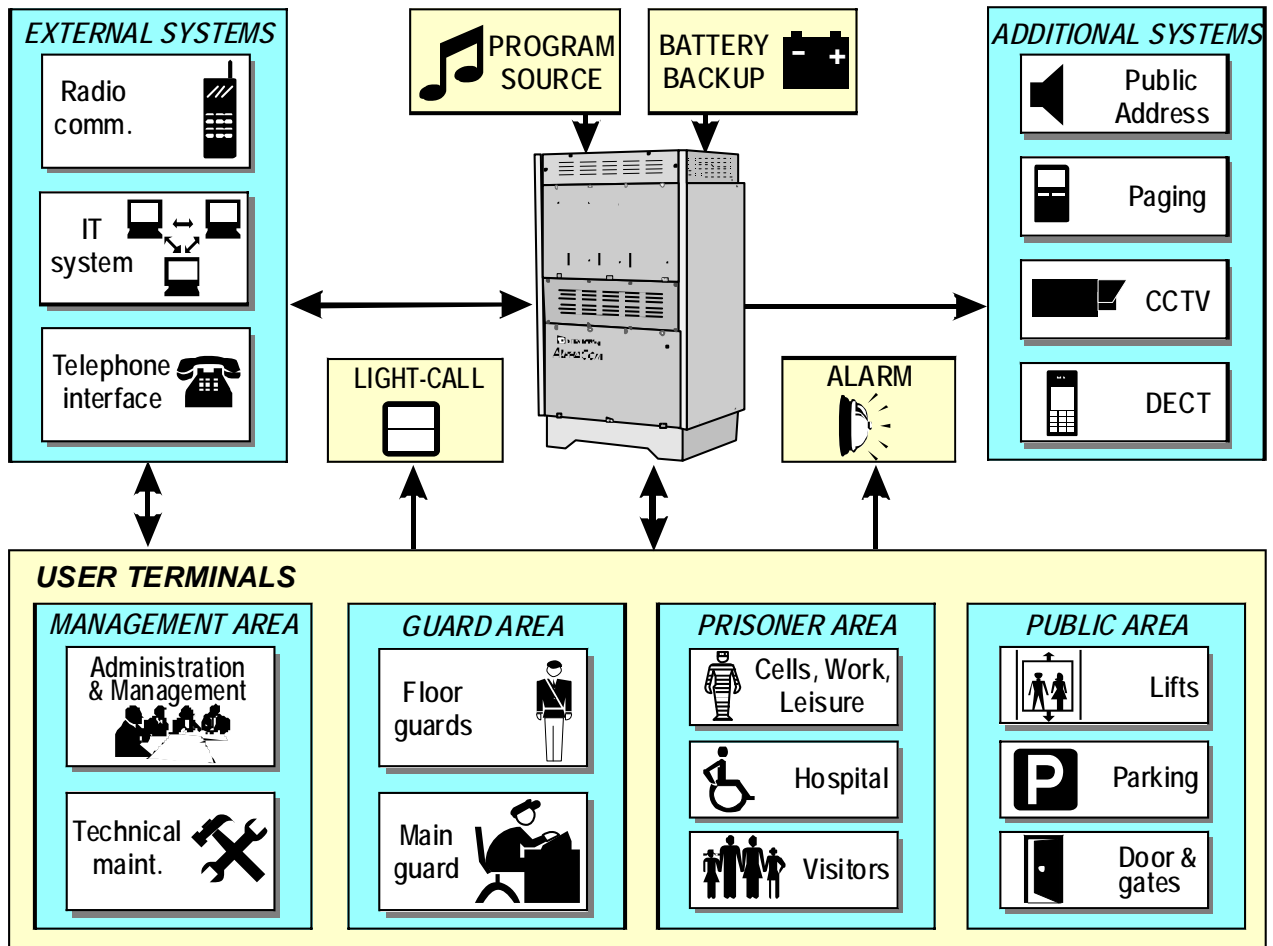 EXTERNAL SYSTEMS
Radio
comm.
IT
system
Telephone
interface
PROGRAM
SOURCE
BATTERY
BACKUP
- +
LIGHT-CALL
ALARM
ADDITIONAL SYSTEMS
Public
Address
Paging
CCTV
DECT
USER TERMINALS
MANAGEMENT AREA
Administration
& Management
Technical
maint.
GUARD AREA
Floor
guards
Main
guard
PRISONER AREA
Cells, Work,
Leisure
Hospital
Visitors
PUBLIC AREA
Lifts
P
Parking
Door &
gates